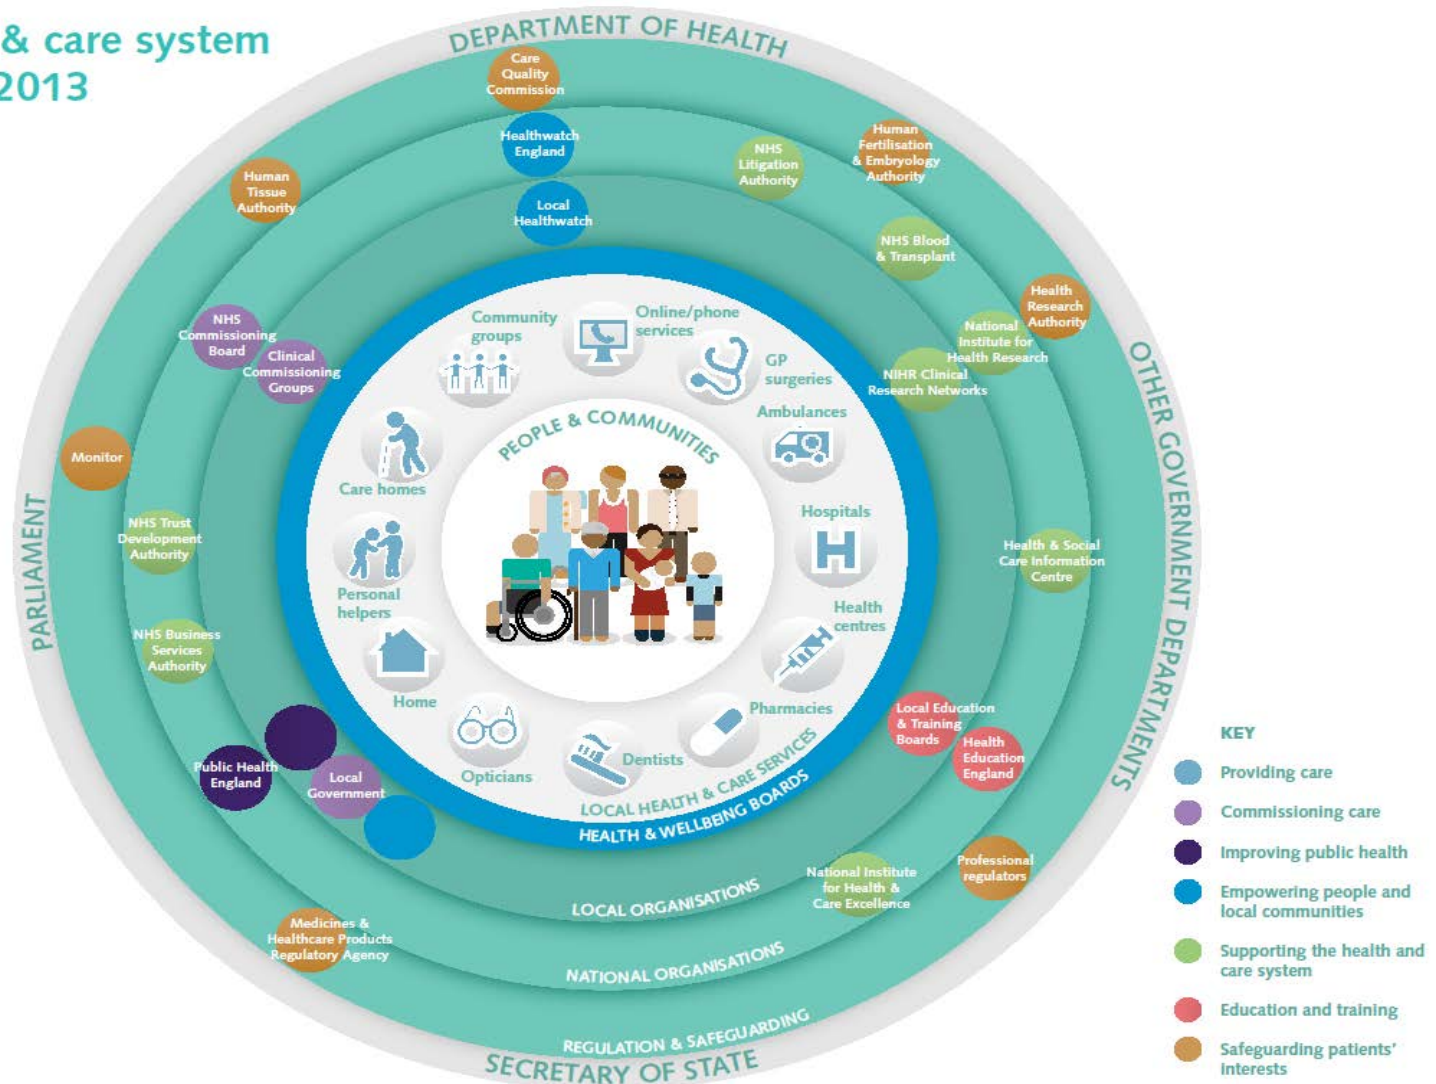 & care system
2013
DEPARTMENT OF HEALTH
OTHER GOVERNMENT DEPARTMENTS
SECRETARY OF STATE
PARLIAMENT
Care
Quality
Commission
Healthwatch
England
Local
Healthwatch
NHS
Litigation
Authority
Human
Fertilisation
& Embryology
Authority
Human
Tissue
Authority
NHS Blood
& Transplant
Health
Research
Authority
National
Institute for
Health Research
NIHR Clinical
Research Networks
NHS
Commissioning
Board
Clinical
Commissioning
Groups
Monitor
NHS Trust
Development
Authority
NHS Business
Services
Authority
Health & Social
Care Information
Centre
Public Health
England
Local
Government
Local Education
& Training
Boards
Health
Education
England
Professional
regulators
National Institute
for Health &
Care Excellence
Medicines &
Healthcare Products
Regulatory Agency
Community
groups
Online/phone
services
GP
surgeries
Ambulances
Hospitals
H
Health
centres
Pharmacies
Dentists
Opticians
Home
Personal
helpers
Care homes
PEOPLE & COMMUNITIES
LOCAL HEALTH & CARE SERVICES
HEALTH & WELLBEING BOARDS
LOCAL ORGANISATIONS
NATIONAL ORGANISATIONS
REGULATION & SAFEGUARDING
KEY
Providing care
Commissioning care
Improving public health
Empowering people and
local communities
Supporting the health and
care system
Education and training
Safeguarding patients'
interests